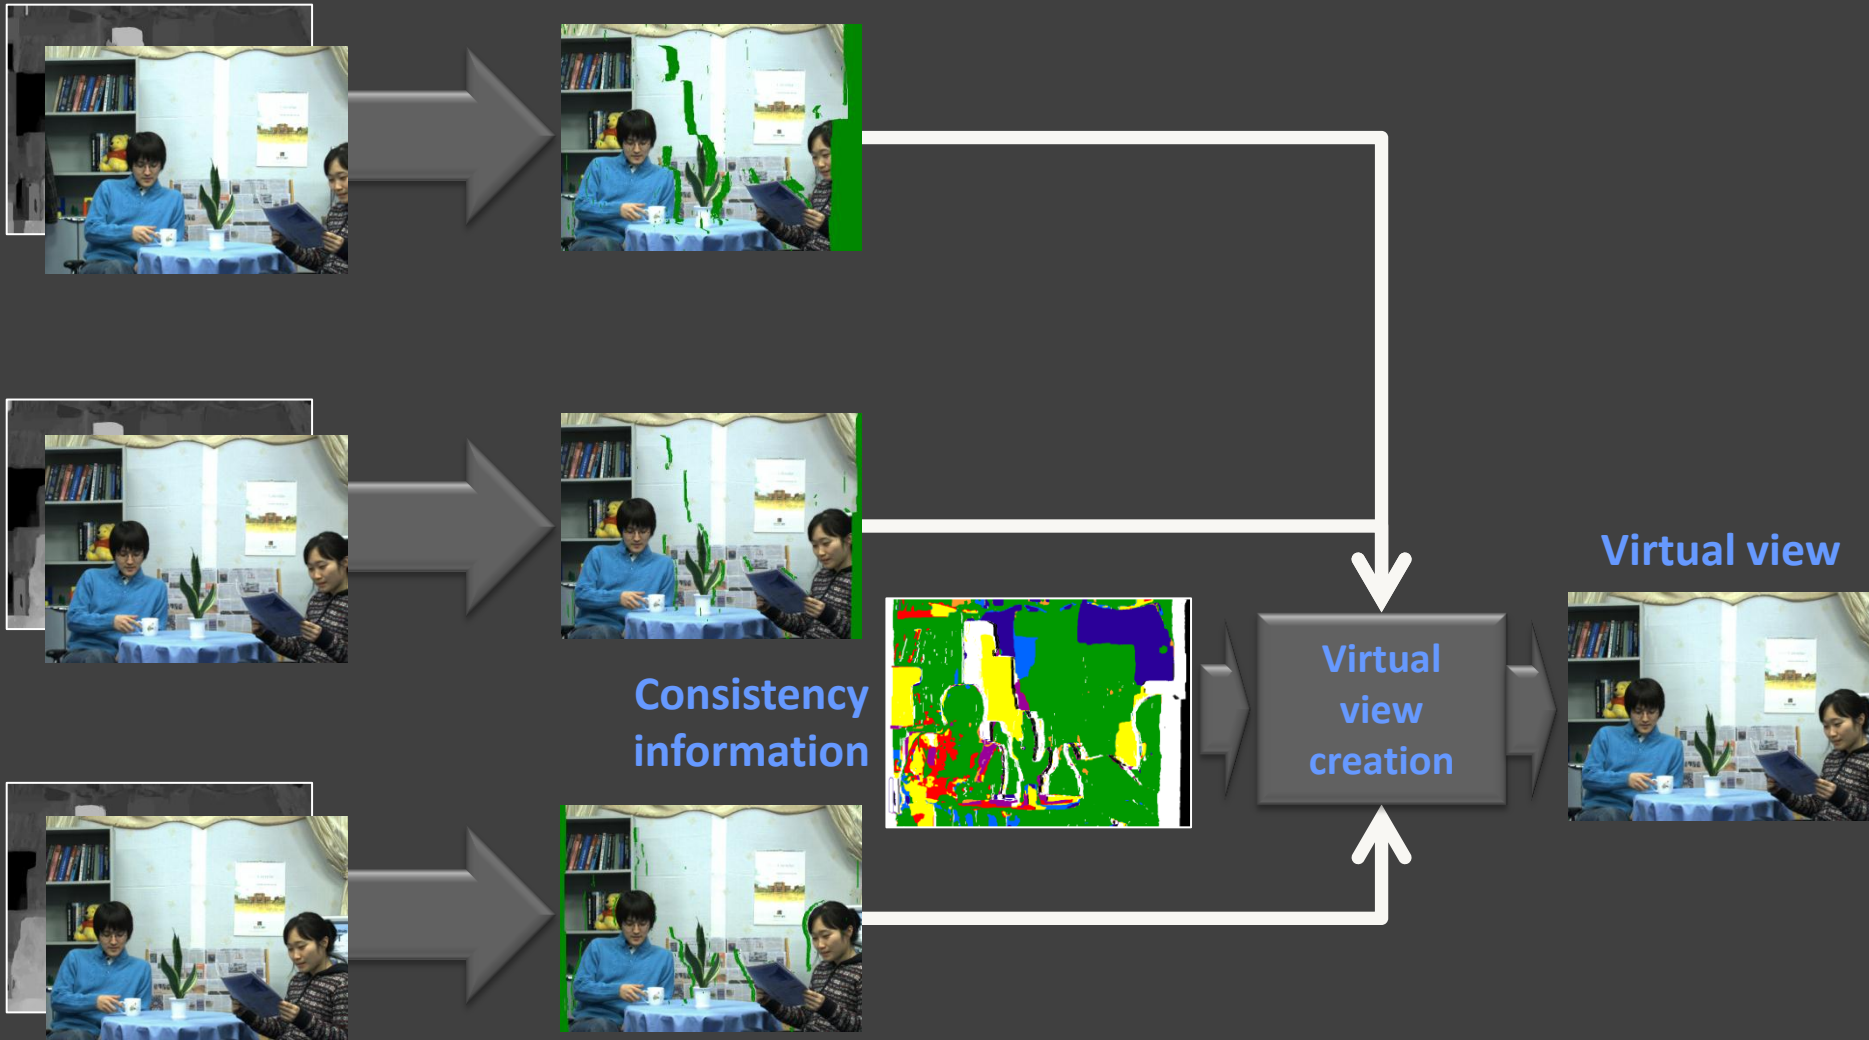 Consistency
information
Virtual
view
creation
Virtual view